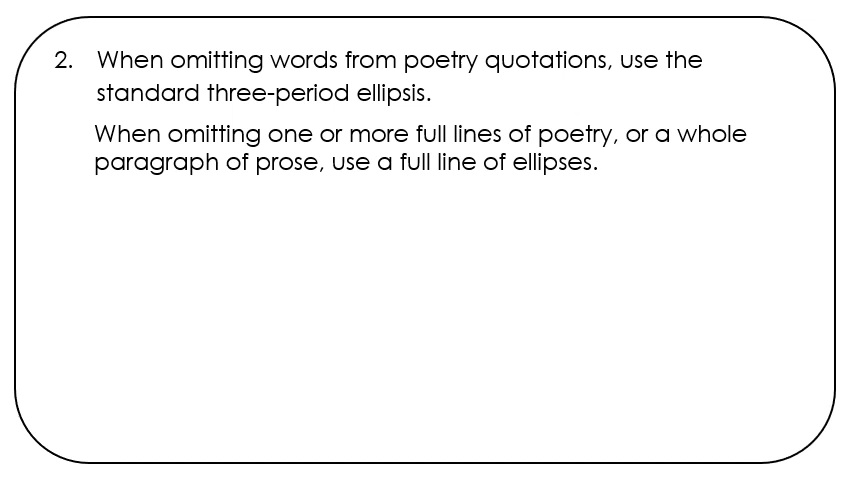 2. When omitting words from poetry quotations, use the
standard three-period ellipsis.
When omitting one or more full lines of poetry, or a whole
paragraph of prose, use a full line of ellipses.